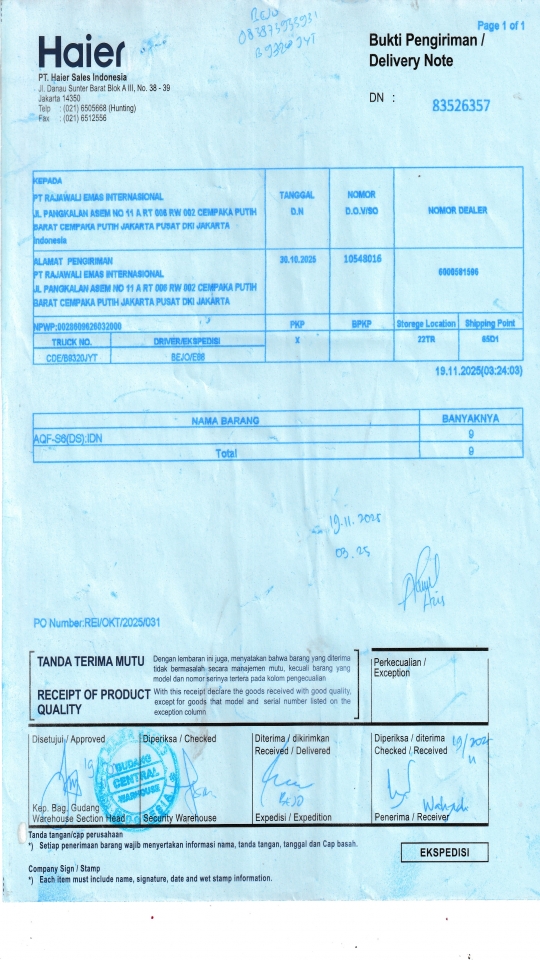 Page 1 of 1
BEJO
083873933931
Haier
Bukti Pengiriman /
Delivery Note
PT. Haier Sales Indonesia
Jl. Danau Sunter Barat Blok A III, No. 38 - 39
Jakarta 14350
Telp : (021) 6505668 (Hunting)
Fax : (021) 6512556
DN : 83526357
KEPADA
PT RAJAWALI EMAS INTERNASIONAL
JL PANGKALAN ASEM NO 11 A RT 006 RW 002 CEMPAKA PUTIH
BARAT CEMPAKA PUTIH JAKARTA PUSAT DKI JAKARTA
Indonesia
TANGGAL
D.N
NOMOR
D.O.V/SO
NOMOR DEALER
ALAMAT PENGIRIMAN
PT RAJAWALI EMAS INTERNASIONAL
JL PANGKALAN ASEM NO 11 A RT 006 RW 002 CEMPAKA PUTIH
BARAT CEMPAKA PUTIH JAKARTA PUSAT DKI JAKARTA
30.10.2025
10548016
NPWP:0028609626032000
PKP
BPKP
Storege Location
Shipping Point
TRUCK NO.
DRIVER/EKSPEDISI
X
22TR
65D1
CDE/B9320JYT
BEJO/E98
19.11.2025(03:24:03)
NAMA BARANG
BANYAKNYA
AQF-S6(DS):IDN
9
Total
9
19.11.2025
03.25
PO Number:REI/OKT/2025/031
TANDA TERIMA MUTU
Dengan lembaran ini juga, menyatakan bahwa barang yang diterima
tidak bermasalah secara manajemen mutu, kecuali barang yang
model dan nomor serinya tertera pada kolom pengecualian
RECEIPT OF PRODUCT
QUALITY
With this receipt declare the goods received with good quality,
except for goods that model and serial number listed on the
exception column
Perkecualian /
Exception
Disetujui / Approved
Diperiksa / Checked
Diterima / dikirimkan
Received / Delivered
Diperiksa / diterima
Checked / Received
19/2025
11
GUDANG
CENTRAL
WAREHOUSE
BEJO
Wahadi
Kep. Bag. Gudang
Warehouse Section Head
Security Warehouse
Expedisi / Expedition
Penerima / Receiver
Tanda tangan/cap perusahaan
*) Setiap penerimaan barang wajib menyertakan informasi nama, tanda tangan, tanggal dan Cap basah.
EKSPEDISI
Company Sign / Stamp
*) Each item must include name, signature, date and wet stamp information.